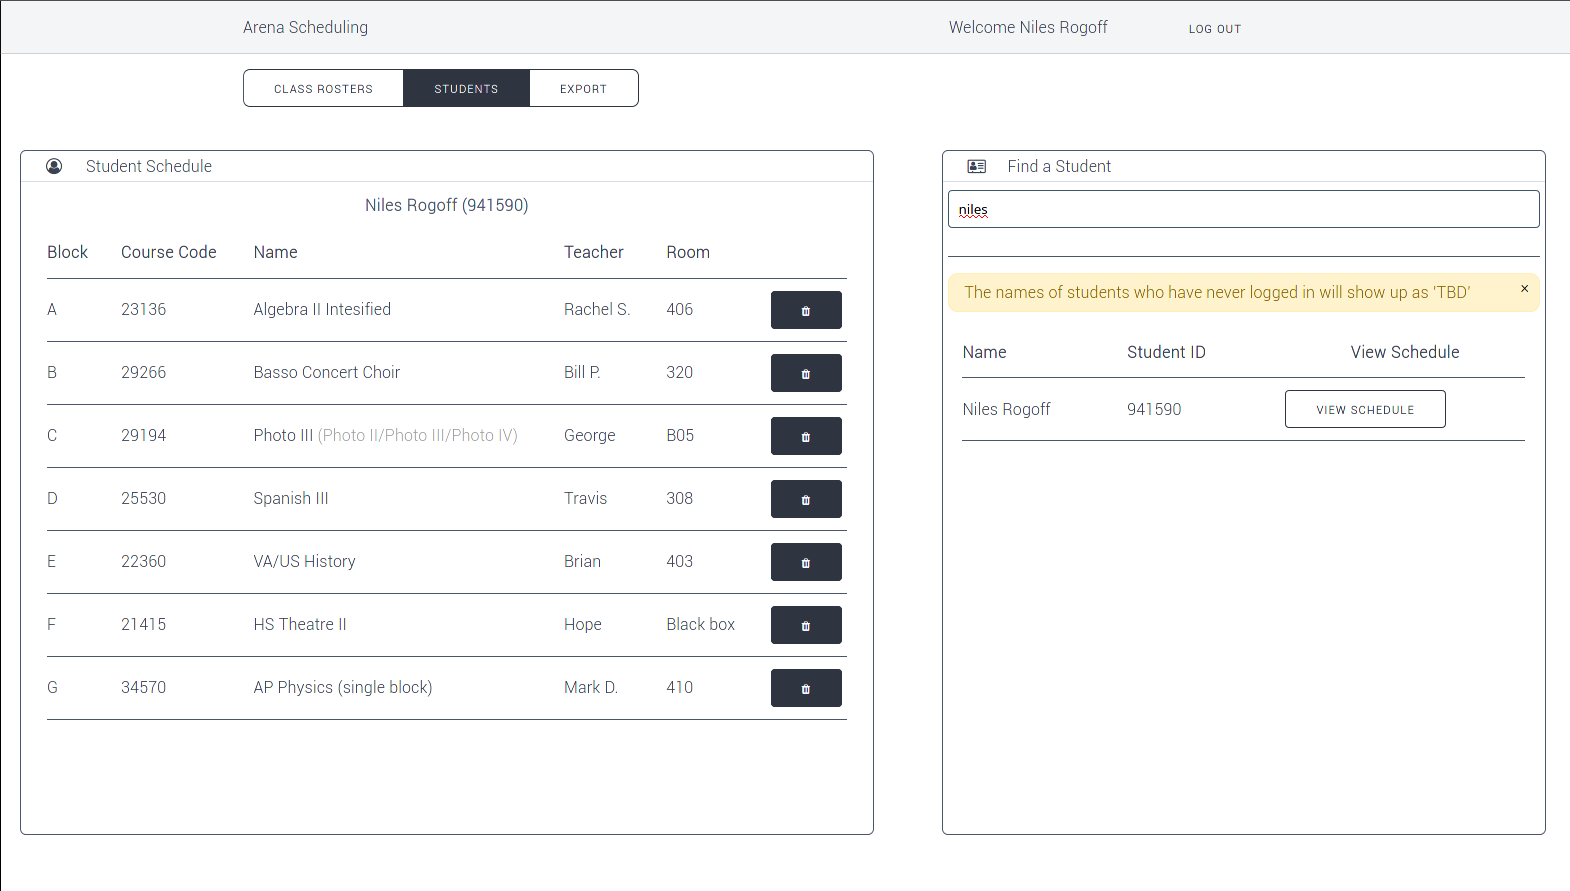 Arena Scheduling Welcome Niles Rogoff LOG OUT
CLASS ROSTERS STUDENTS EXPORT
Student Schedule
Niles Rogoff (941590)
Block Course Code Name Teacher Room
A 23136 Algebra II Intesified Rachel S. 406
B 29266 Basso Concert Choir Bill P. 320
C 29194 Photo III (Photo II/Photo III/Photo IV) George B05
D 25530 Spanish III Travis 308
E 22360 VA/US History Brian 403
F 21415 HS Theatre II Hope Black box
G 34570 AP Physics (single block) Mark D. 410
Find a Student
niles
The names of students who have never logged in will show up as 'TBD' ×
Name Student ID View Schedule
Niles Rogoff 941590 VIEW SCHEDULE